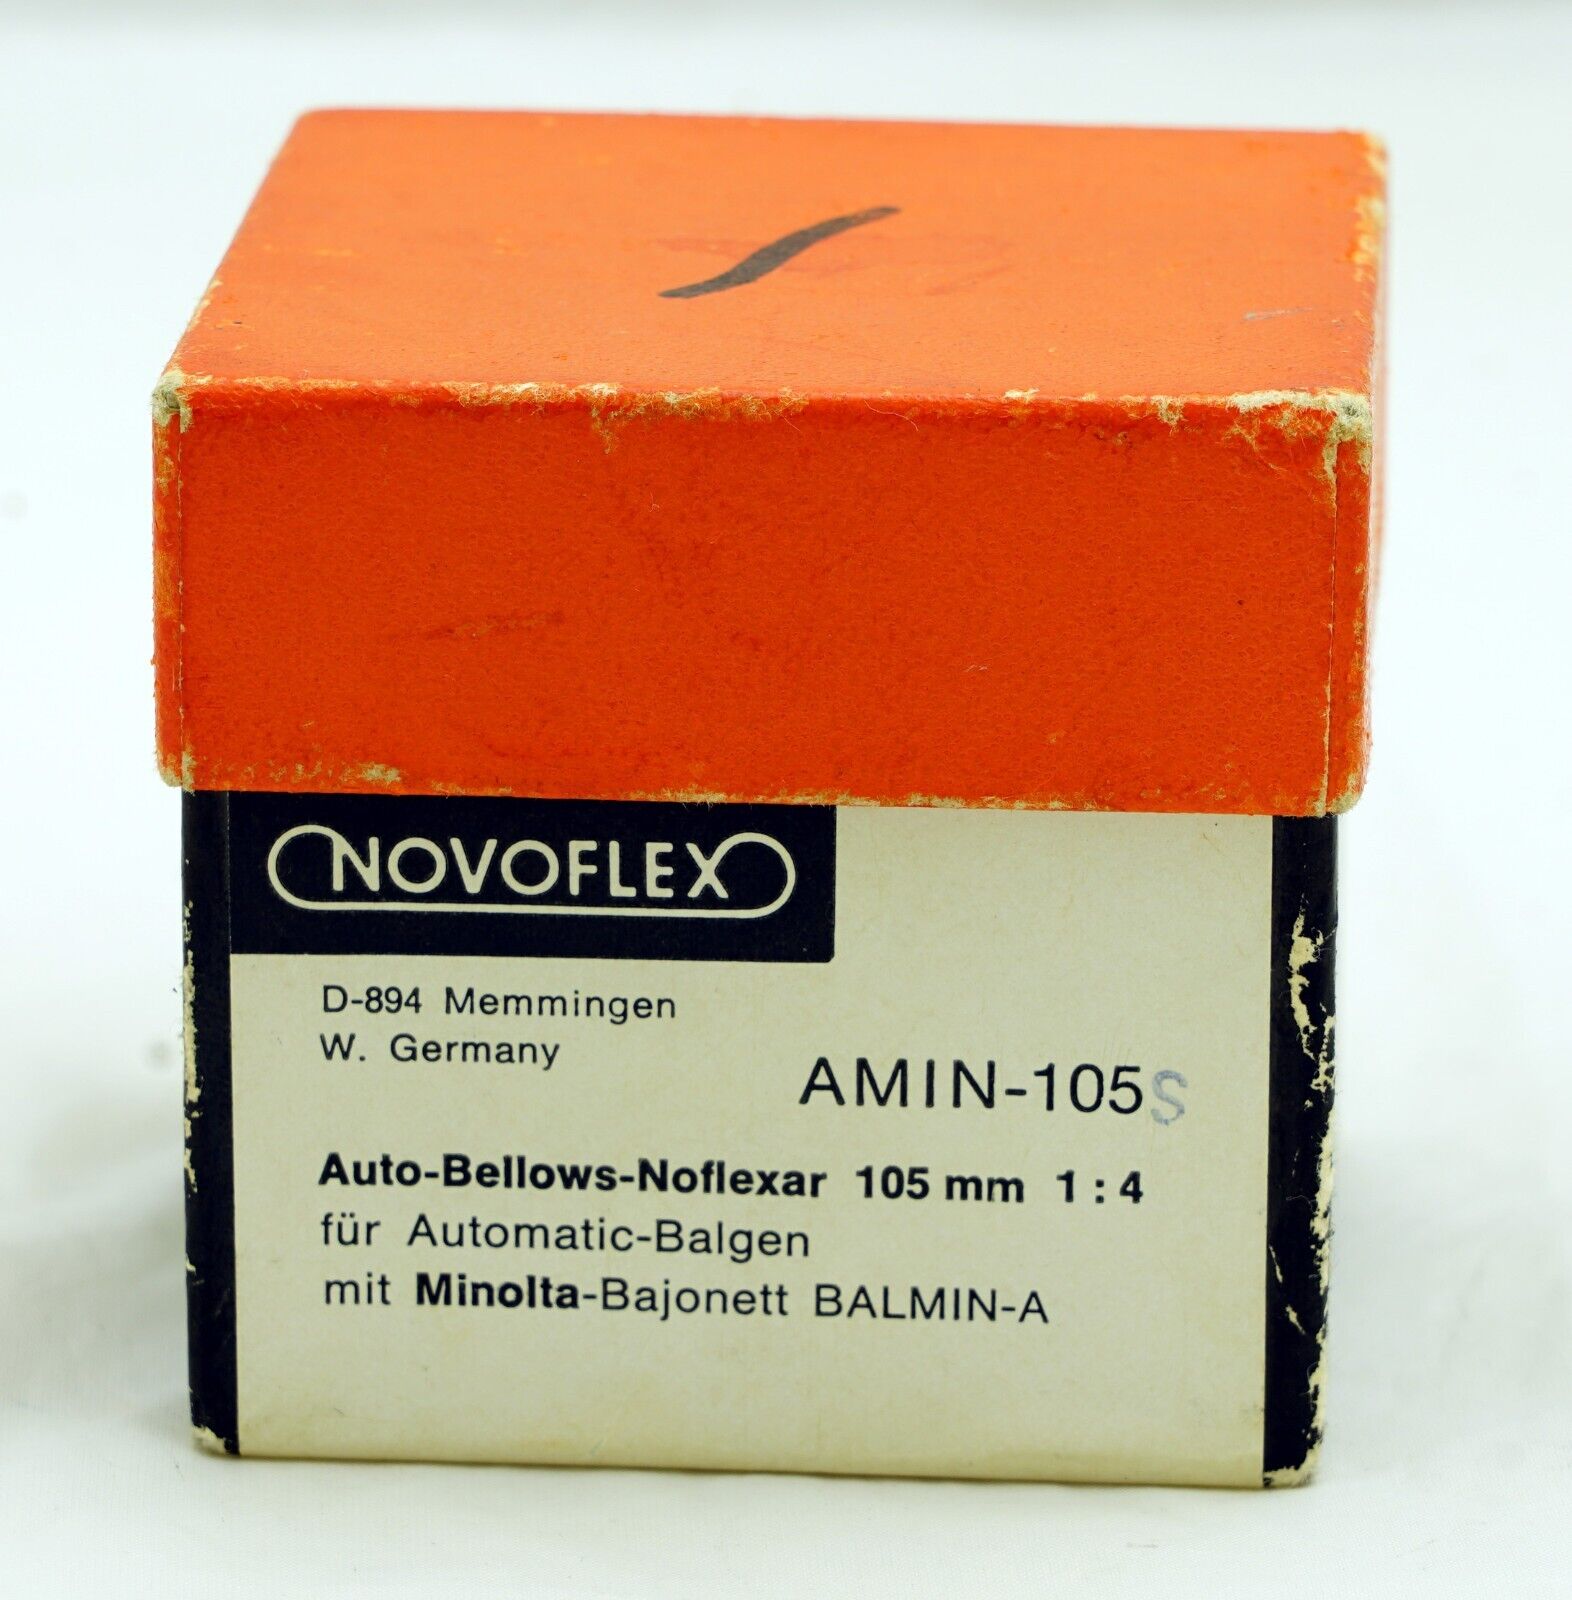 NOVOFLEX
D-894 Memmingen
W. Germany
AMIN-105S
Auto-Bellows-Noflexar 105 mm 1 : 4
für Automatic-Balgen
mit Minolta-Bajonett BALMIN-A